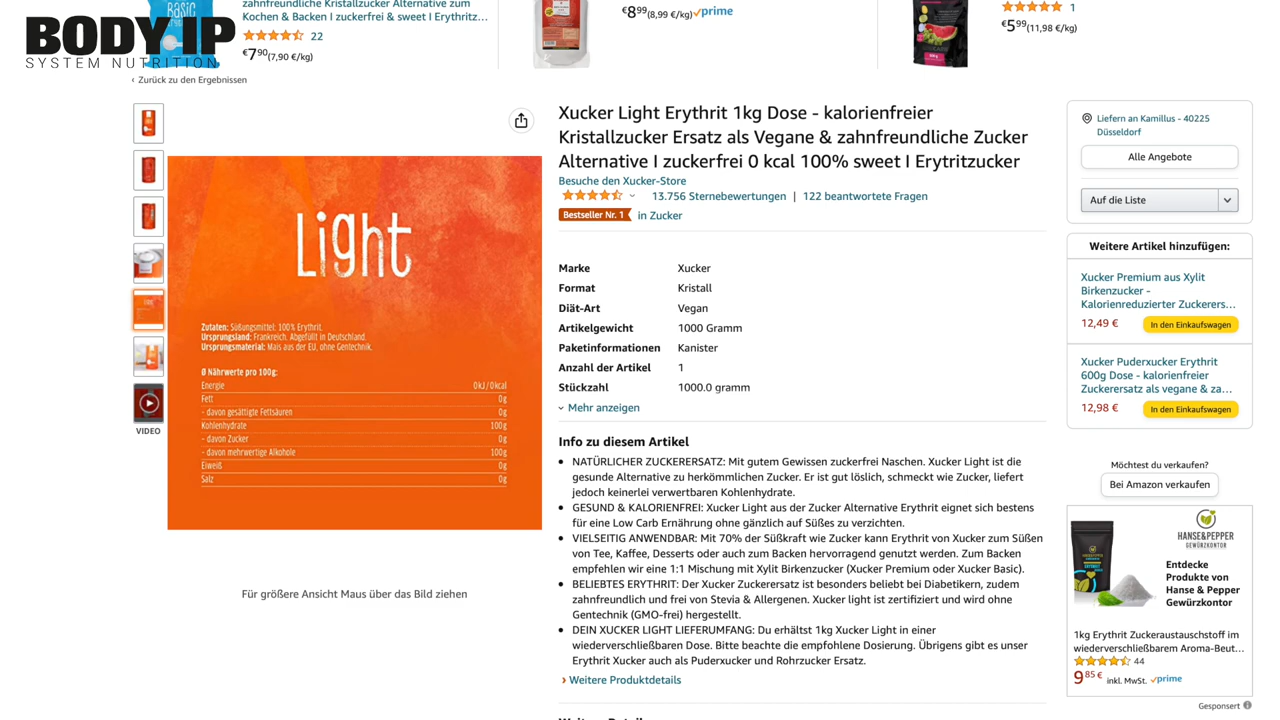 zahnfreundliche Kristallzucker Alternative zum
Kochen & Backen I zuckerfrei & sweet I Erythritz...
22
€7⁹⁰(7,90 €/kg)
€8⁹⁹(8,99 €/kg) prime
1
€5⁹⁹(11,98 €/kg)
BASIC
BODY IP
SYSTEM NUTRITION
‹ Zurück zu den Ergebnissen
VIDEO
Light
Zutaten: Süßungsmittel: 100% Erythrit.
Ursprungsland: Frankreich. Abgefüllt in Deutschland.
Ursprungsmaterial: Mais aus der EU, ohne Gentechnik.
Ø Nährwerte pro 100g:
Energie 0kJ/0kcal
Fett 0g
- davon gesättigte Fettsäuren 0g
Kohlenhydrate 100g
- davon Zucker 0g
- davon mehrwertige Alkohole 100g
Eiweiß 0g
Salz 0g
Für größere Ansicht Maus über das Bild ziehen
Xucker Light Erythrit 1kg Dose - kalorienfreier
Kristallzucker Ersatz als Vegane & zahnfreundliche Zucker
Alternative I zuckerfrei 0 kcal 100% sweet I Erytritzucker
Besuche den Xucker-Store
13.756 Sternebewertungen | 122 beantwortete Fragen
Bestseller Nr. 1 in Zucker
Marke Xucker
Format Kristall
Diät-Art Vegan
Artikelgewicht 1000 Gramm
Paketinformationen Kanister
Anzahl der Artikel 1
Stückzahl 1000.0 gramm
Mehr anzeigen
Info zu diesem Artikel
• NATÜRLICHER ZUCKERERSATZ: Mit gutem Gewissen zuckerfrei Naschen. Xucker Light ist die
gesunde Alternative zu herkömmlichen Zucker. Er ist gut löslich, schmeckt wie Zucker, liefert
jedoch keinerlei verwertbaren Kohlenhydrate.
• GESUND & KALORIENFREI: Xucker Light aus der Zucker Alternative Erythrit eignet sich bestens
für eine Low Carb Ernährung ohne gänzlich auf Süßes zu verzichten.
• VIELSEITIG ANWENDBAR: Mit 70% der Süßkraft wie Zucker kann Erythrit von Xucker zum Süßen
von Tee, Kaffee, Desserts oder auch zum Backen hervorragend genutzt werden. Zum Backen
empfehlen wir eine 1:1 Mischung mit Xylit Birkenzucker (Xucker Premium oder Xucker Basic).
• BELIEBTES ERYTHRIT: Der Xucker Zuckerersatz ist besonders beliebt bei Diabetikern, zudem
zahnfreundlich und frei von Stevia & Allergenen. Xucker light ist zertifiziert und wird ohne
Gentechnik (GMO-frei) hergestellt.
• DEIN XUCKER LIGHT LIEFERUMFANG: Du erhältst 1kg Xucker Light in einer
wiederverschließbaren Dose. Bitte beachte die empfohlene Dosierung. Übrigens gibt es unser
Erythrit Xucker auch als Puderxucker und Rohrzucker Ersatz.
› Weitere Produktdetails
Liefern an Kamillus - 40225
Düsseldorf
Alle Angebote
Auf die Liste
Weitere Artikel hinzufügen:
Xucker Premium aus Xylit
Birkenzucker -
Kalorienreduzierter Zuckerers...
12,49 € In den Einkaufswagen
Xucker Puderxucker Erythrit
600g Dose - kalorienfreier
Zuckerersatz als vegane & za...
12,98 € In den Einkaufswagen
Möchtest du verkaufen?
Bei Amazon verkaufen
HANSE&PEPPER
GEWÜRZKONTOR
Entdecke
Produkte von
Hanse & Pepper
Gewürzkontor
1kg Erythrit Zuckeraustauschstoff im
wiederverschließbarem Aroma-Beut...
44
9⁸⁵ € inkl. MwSt. prime
Gesponsert